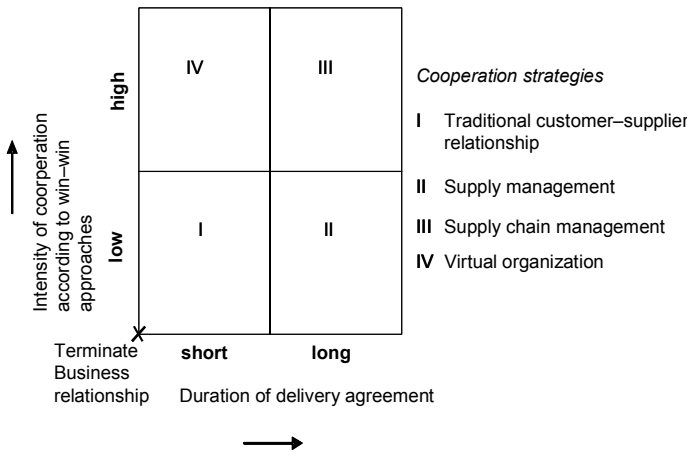 IV
III
I
II
high
low
Intensity of coorperation
according to win–win
approaches
short
long
Terminate
Business
relationship
Duration of delivery agreement
Cooperation strategies
I Traditional customer–supplier
relationship
II Supply management
III Supply chain management
IV Virtual organization